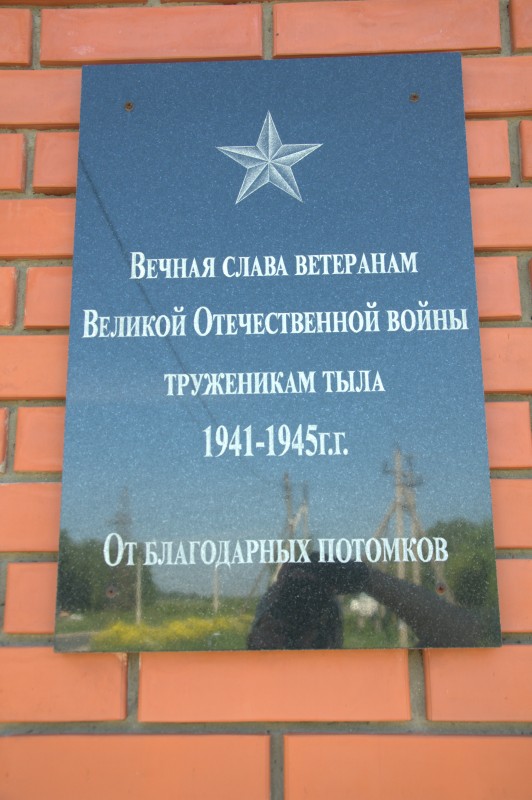 Вечная слава ветеранам
Великой Отечественной войны
труженикам тыла
1941-1945г.г.
От благодарных потомков